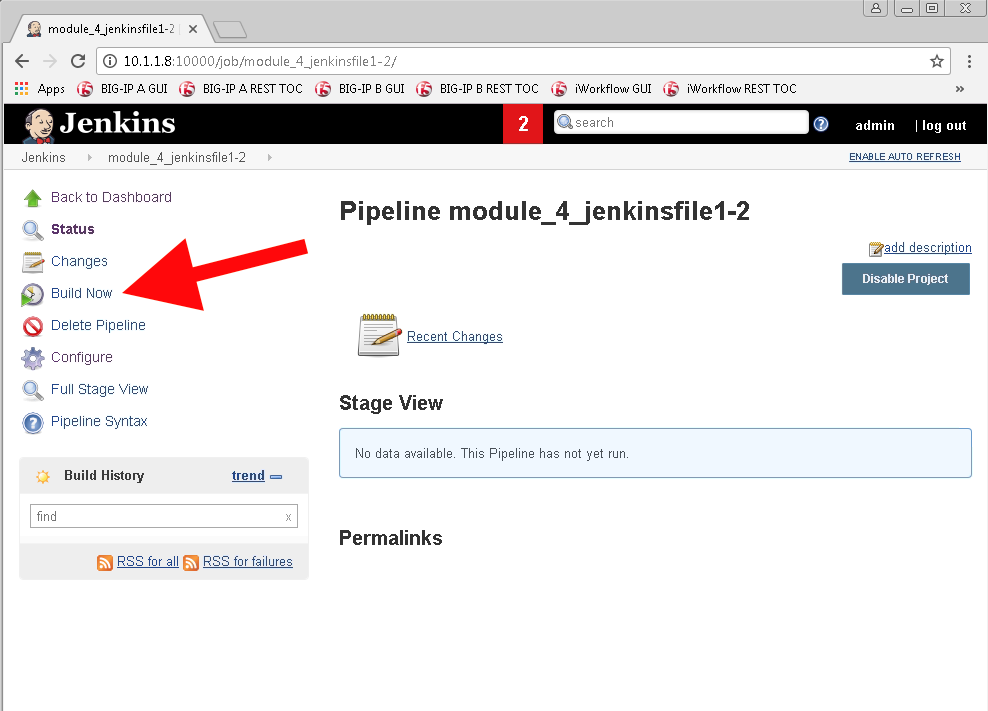 module_4_jenkinsfile1-2
10.1.1.8:10000/job/module_4_jenkinsfile1-2/
Apps BIG-IP A GUI BIG-IP A REST TOC BIG-IP B GUI BIG-IP B REST TOC iWorkflow GUI iWorkflow REST TOC »
Jenkins 2 search ? admin | log out
Jenkins module_4_jenkinsfile1-2 ENABLE AUTO REFRESH
Back to Dashboard
Status
Changes
Build Now
Delete Pipeline
Configure
Full Stage View
? Pipeline Syntax
Build History trend
find x
RSS for all RSS for failures
Pipeline module_4_jenkinsfile1-2
add description
Disable Project
Recent Changes
Stage View
No data available. This Pipeline has not yet run.
Permalinks